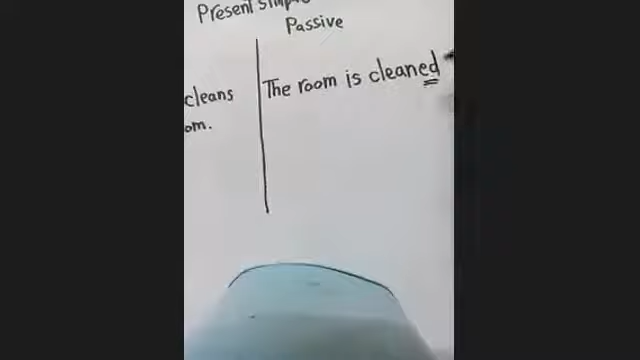 Present simple
Passive
cleans
The room is cleaned
om.